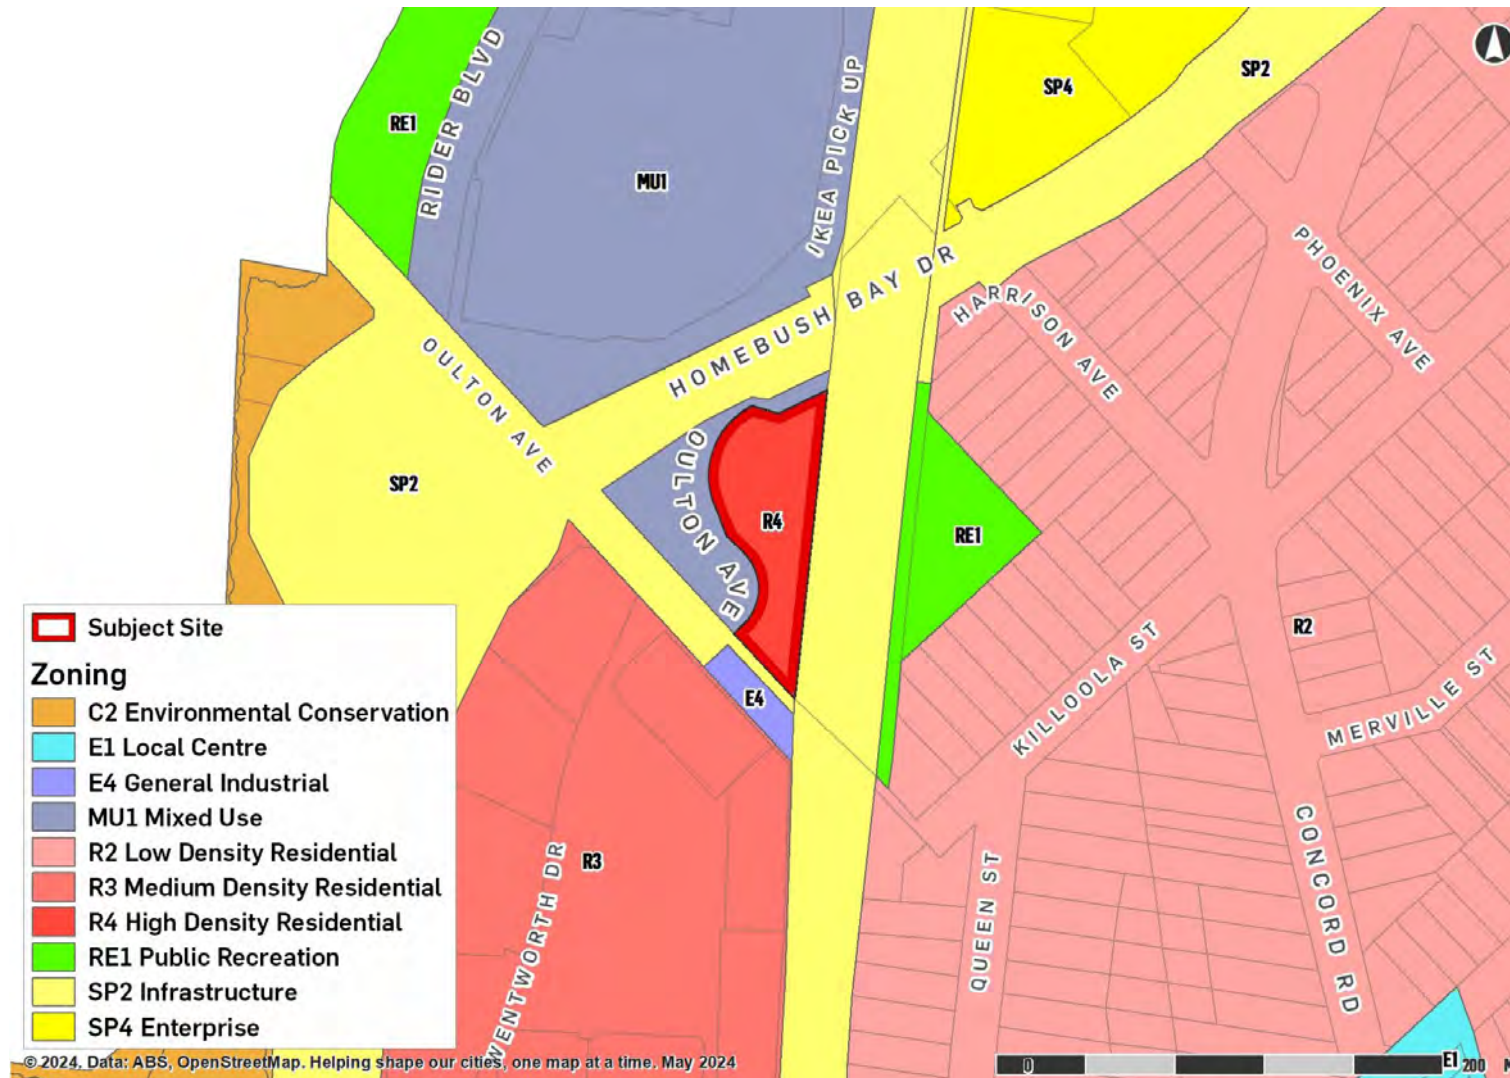 RIDER BLVD
RE1
MU1
IKEA PICK UP
SP4
SP2
HOMEBUSH BAY DR
PHOENIX AVE
HARRISON AVE
OULTON AVE
SP2
OULTON AVE
R4
RE1
R2
KILLOOLA ST
MERVILLE ST
E4
R3
WENTWORTH DR
QUEEN ST
CONCORD RD
E1
Subject Site
Zoning
C2 Environmental Conservation
E1 Local Centre
E4 General Industrial
MU1 Mixed Use
R2 Low Density Residential
R3 Medium Density Residential
R4 High Density Residential
RE1 Public Recreation
SP2 Infrastructure
SP4 Enterprise
© 2024. Data: ABS, OpenStreetMap. Helping shape our cities, one map at a time. May 2024
0 200